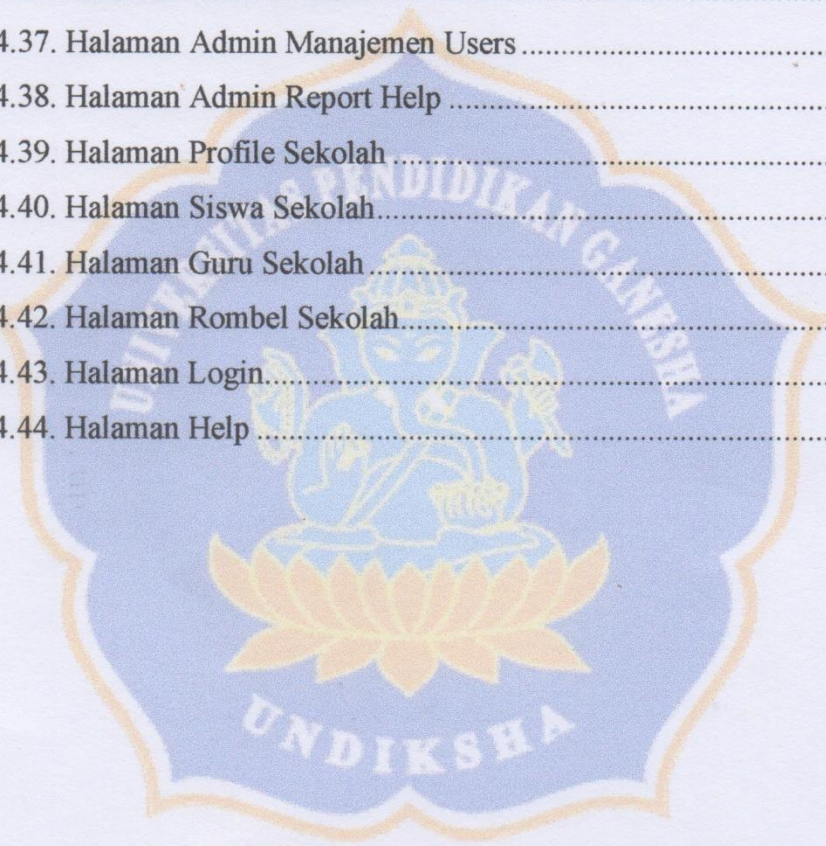 4.37. Halaman Admin Manajemen Users ........................................
4.38. Halaman Admin Report Help ................................................
4.39. Halaman Profile Sekolah ........................................................
4.40. Halaman Siswa Sekolah..........................................................
4.41. Halaman Guru Sekolah ...........................................................
4.42. Halaman Rombel Sekolah.......................................................
4.43. Halaman Login........................................................................
4.44. Halaman Help .........................................................................
UNIVERSITAS PENDIDIKAN GANESHA
UNDIKSHA